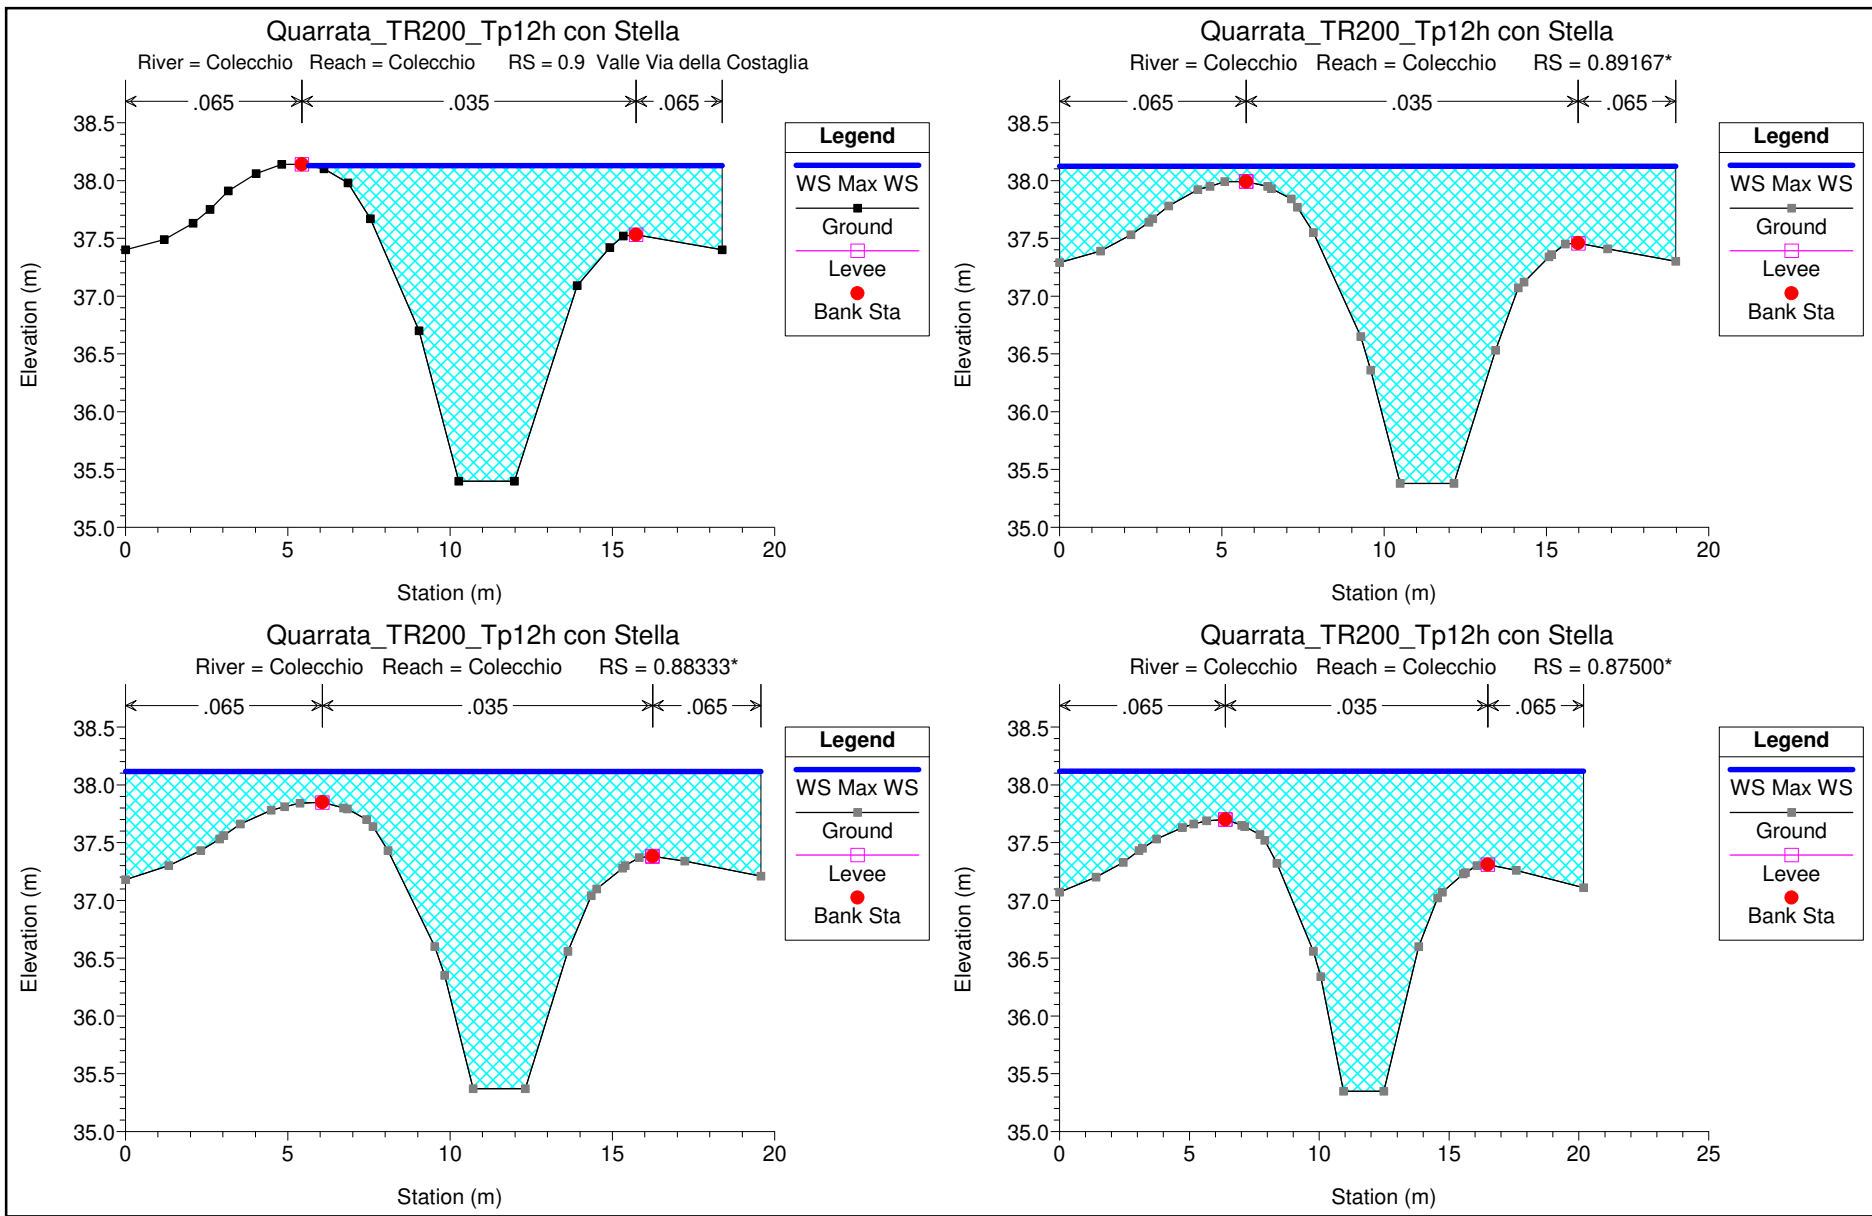 Quarrata_TR200_Tp12h con Stella
River = Colecchio Reach = Colecchio RS = 0.9 Valle Via della Costaglia
.065 .035 .065
38.5
38.0
37.5
37.0
36.5
36.0
35.5
35.0
Elevation (m)
0 5 10 15 20
Station (m)
Legend
WS Max WS
Ground
Levee
Bank Sta
Quarrata_TR200_Tp12h con Stella
River = Colecchio Reach = Colecchio RS = 0.89167*
.065 .035 .065
38.5
38.0
37.5
37.0
36.5
36.0
35.5
35.0
Elevation (m)
0 5 10 15 20
Station (m)
Legend
WS Max WS
Ground
Levee
Bank Sta
Quarrata_TR200_Tp12h con Stella
River = Colecchio Reach = Colecchio RS = 0.88333*
.065 .035 .065
38.5
38.0
37.5
37.0
36.5
36.0
35.5
35.0
Elevation (m)
0 5 10 15 20
Station (m)
Legend
WS Max WS
Ground
Levee
Bank Sta
Quarrata_TR200_Tp12h con Stella
River = Colecchio Reach = Colecchio RS = 0.87500*
.065 .035 .065
38.5
38.0
37.5
37.0
36.5
36.0
35.5
35.0
Elevation (m)
0 5 10 15 20 25
Station (m)
Legend
WS Max WS
Ground
Levee
Bank Sta